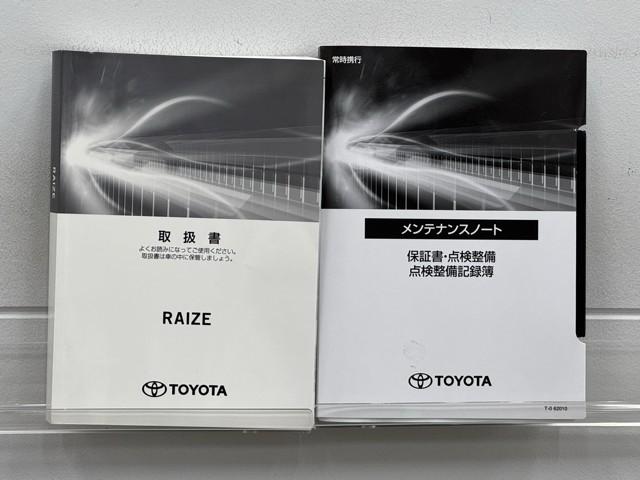 RAIZE
取扱書
よくお読みになってご使用ください。
取扱書は車の中に保管しましょう。
RAIZE
TOYOTA
常時携行
メンテナンスノート
保証書・点検整備
点検整備記録簿
TOYOTA
T-0 62010